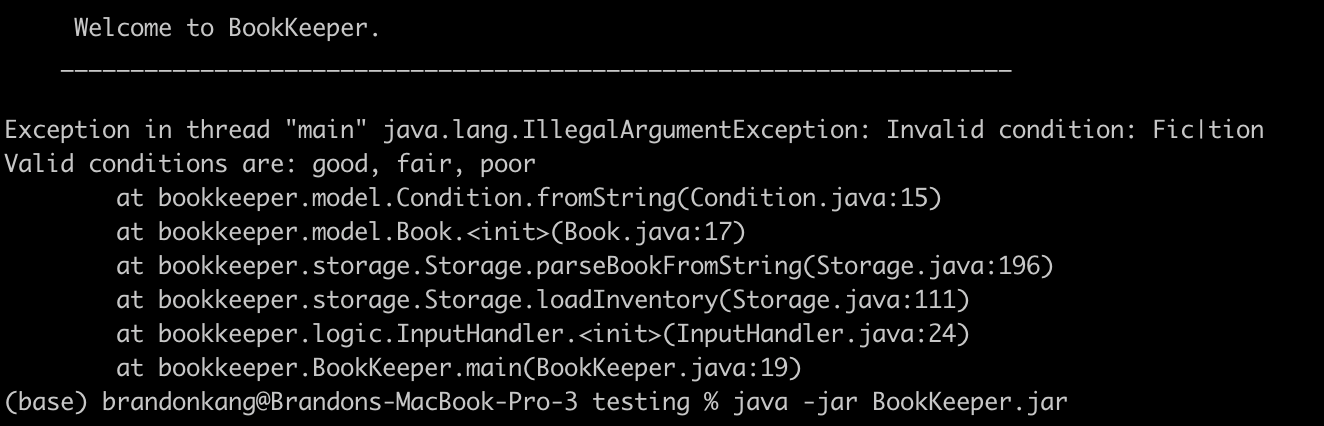 Welcome to BookKeeper.
____________________________________________________________________
Exception in thread "main" java.lang.IllegalArgumentException: Invalid condition: Fic|tion
Valid conditions are: good, fair, poor
at bookkeeper.model.Condition.fromString(Condition.java:15)
at bookkeeper.model.Book.<init>(Book.java:17)
at bookkeeper.storage.Storage.parseBookFromString(Storage.java:196)
at bookkeeper.storage.Storage.loadInventory(Storage.java:111)
at bookkeeper.logic.InputHandler.<init>(InputHandler.java:24)
at bookkeeper.BookKeeper.main(BookKeeper.java:19)
(base) brandonkang@Brandons-MacBook-Pro-3 testing % java -jar BookKeeper.jar